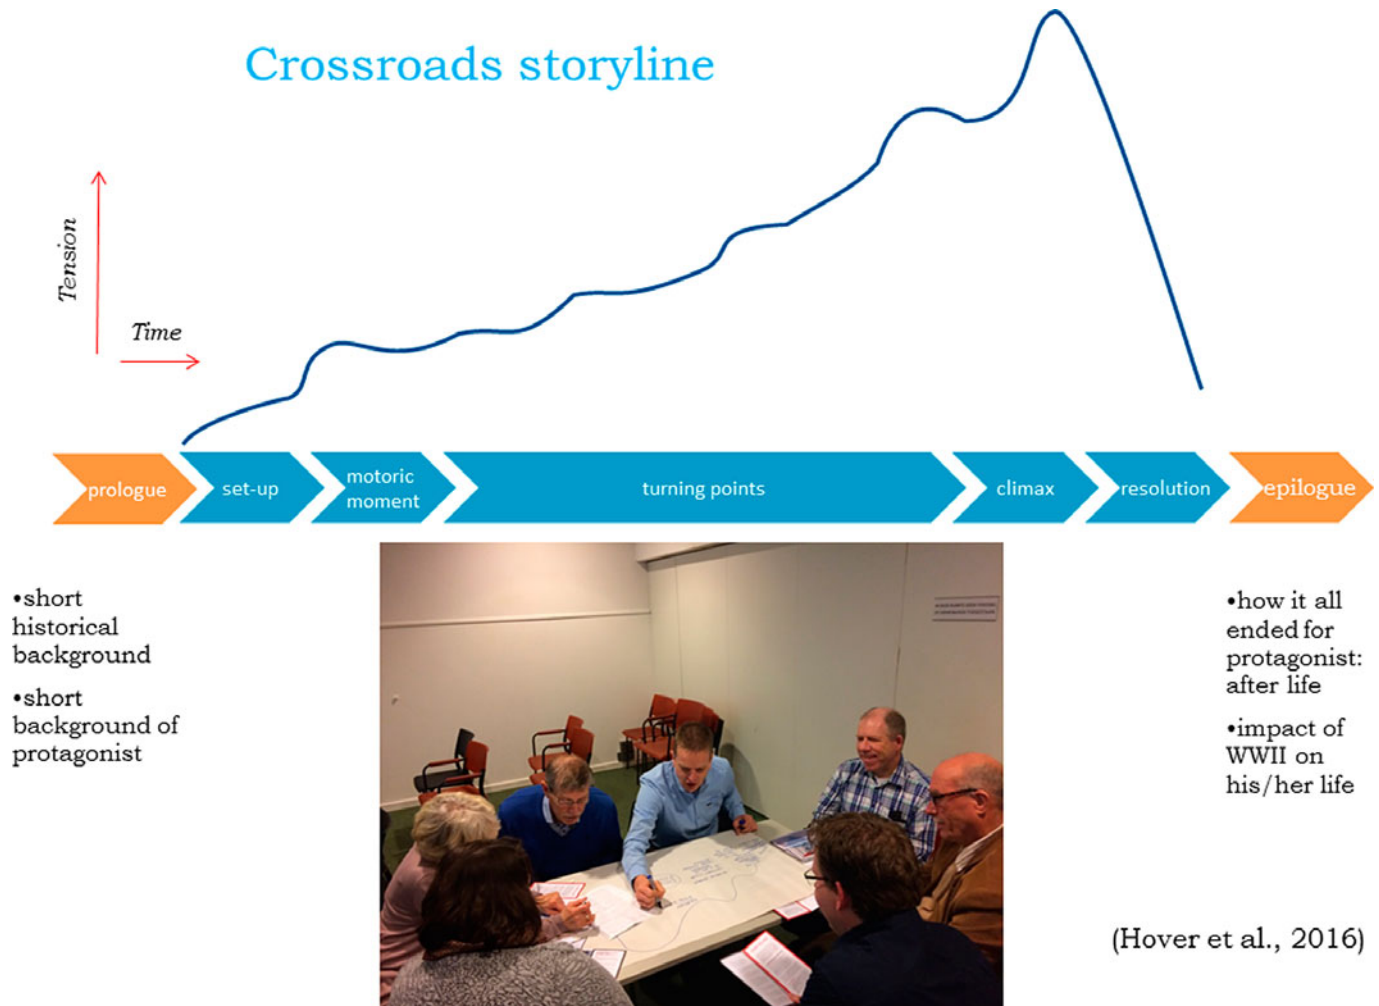 Crossroads storyline
Tension
Time
prologue
set-up
motoric
moment
turning points
climax
resolution
epilogue
•short
historical
background
•short
background of
protagonist
•how it all
ended for
protagonist:
after life
•impact of
WWII on
his/her life
(Hover et al., 2016)